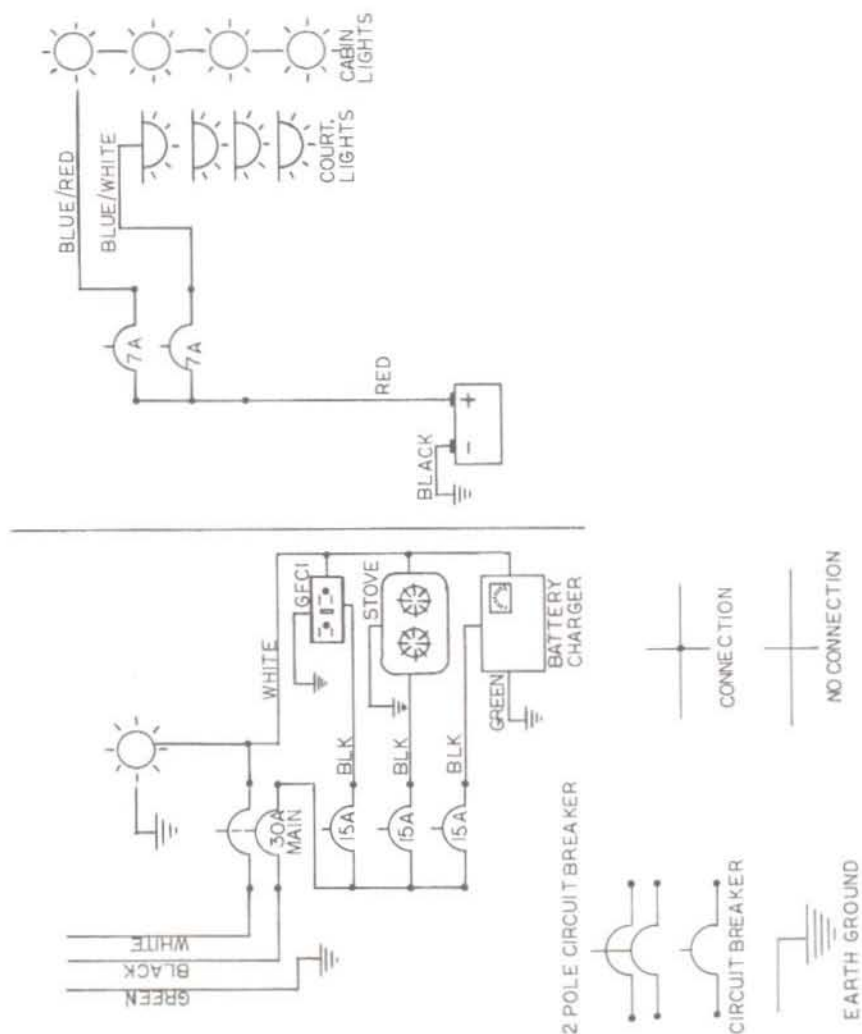 CABIN
LIGHTS
COURT.
LIGHTS
BLUE/RED
BLUE/WHITE
7A
7A
RED
BLACK
+
-
GFCI
STOVE
BATTERY
CHARGER
WHITE
GREEN
BLK
BLK
BLK
30A
MAIN
15A
15A
15A
WHITE
BLACK
GREEN
CONNECTION
NO CONNECTION
2 POLE CIRCUIT BREAKER
CIRCUIT BREAKER
EARTH GROUND